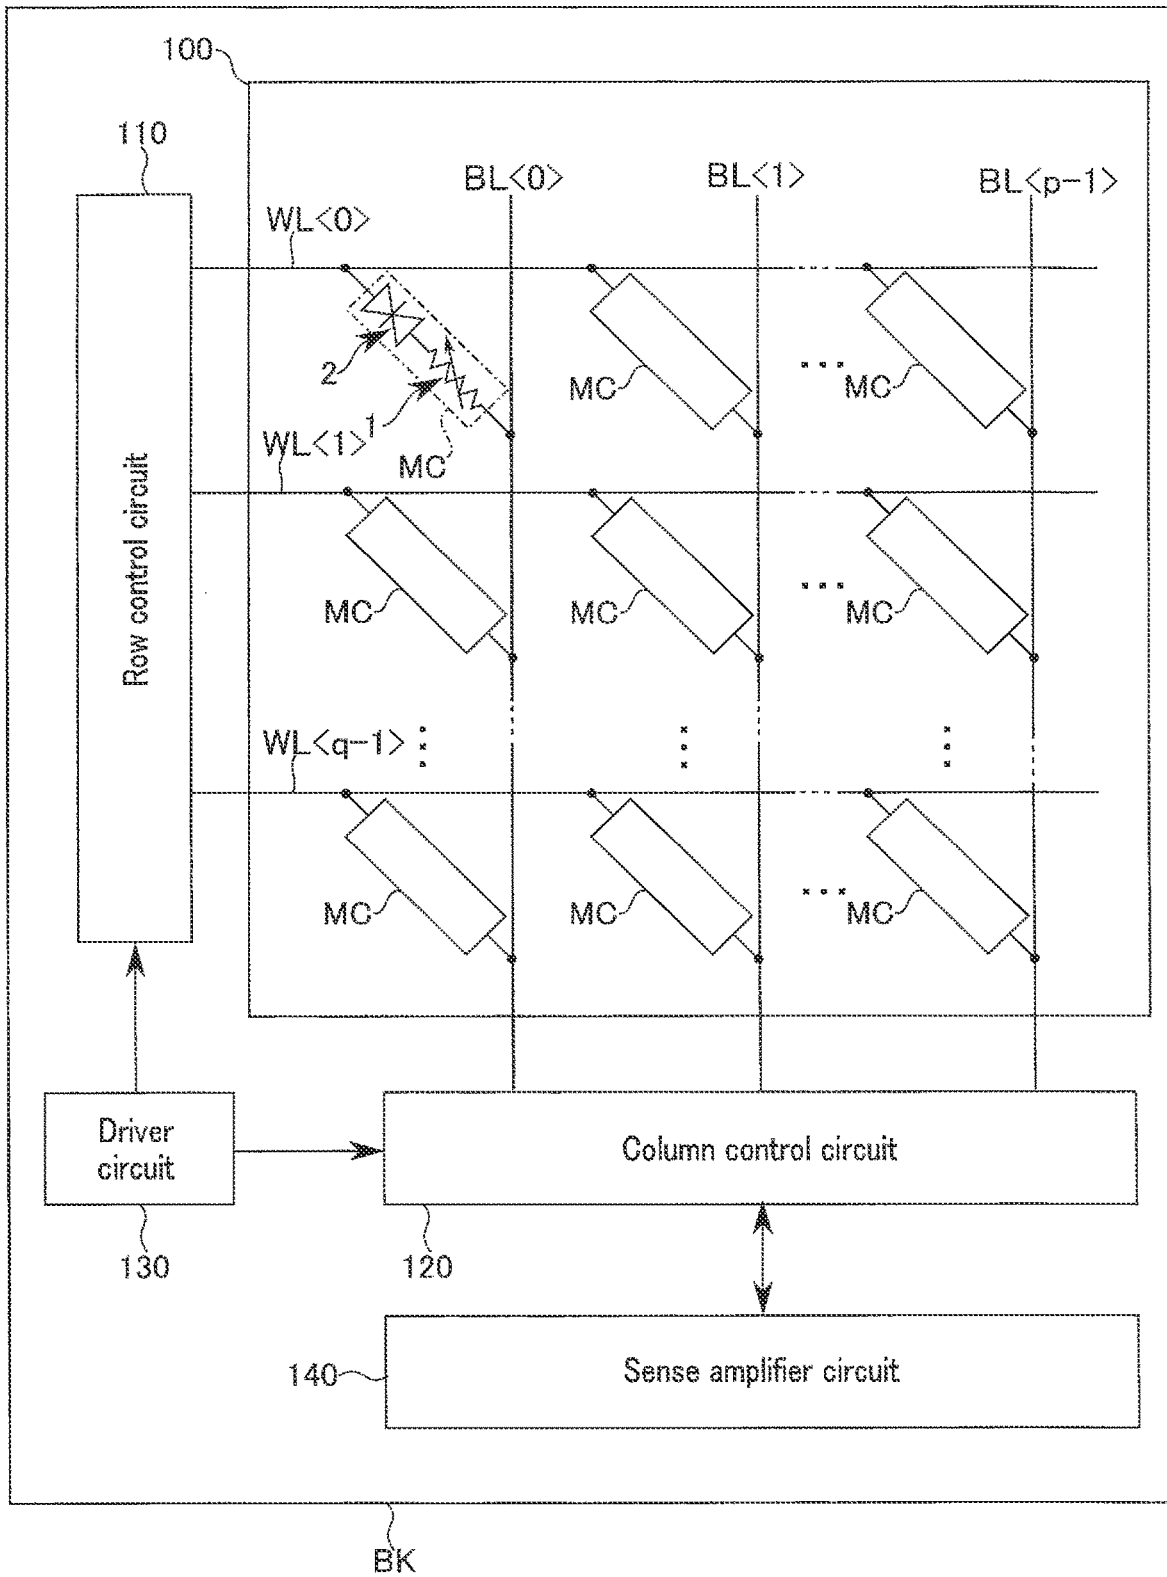 100
110
BL<0>
BL<1>
BL<p-1>
WL<0>
2
1
MC
MC
MC
WL<1>
Row control circuit
MC
MC
MC
WL<q-1>
MC
MC
MC
Driver
circuit
Column control circuit
130
120
140
Sense amplifier circuit
BK